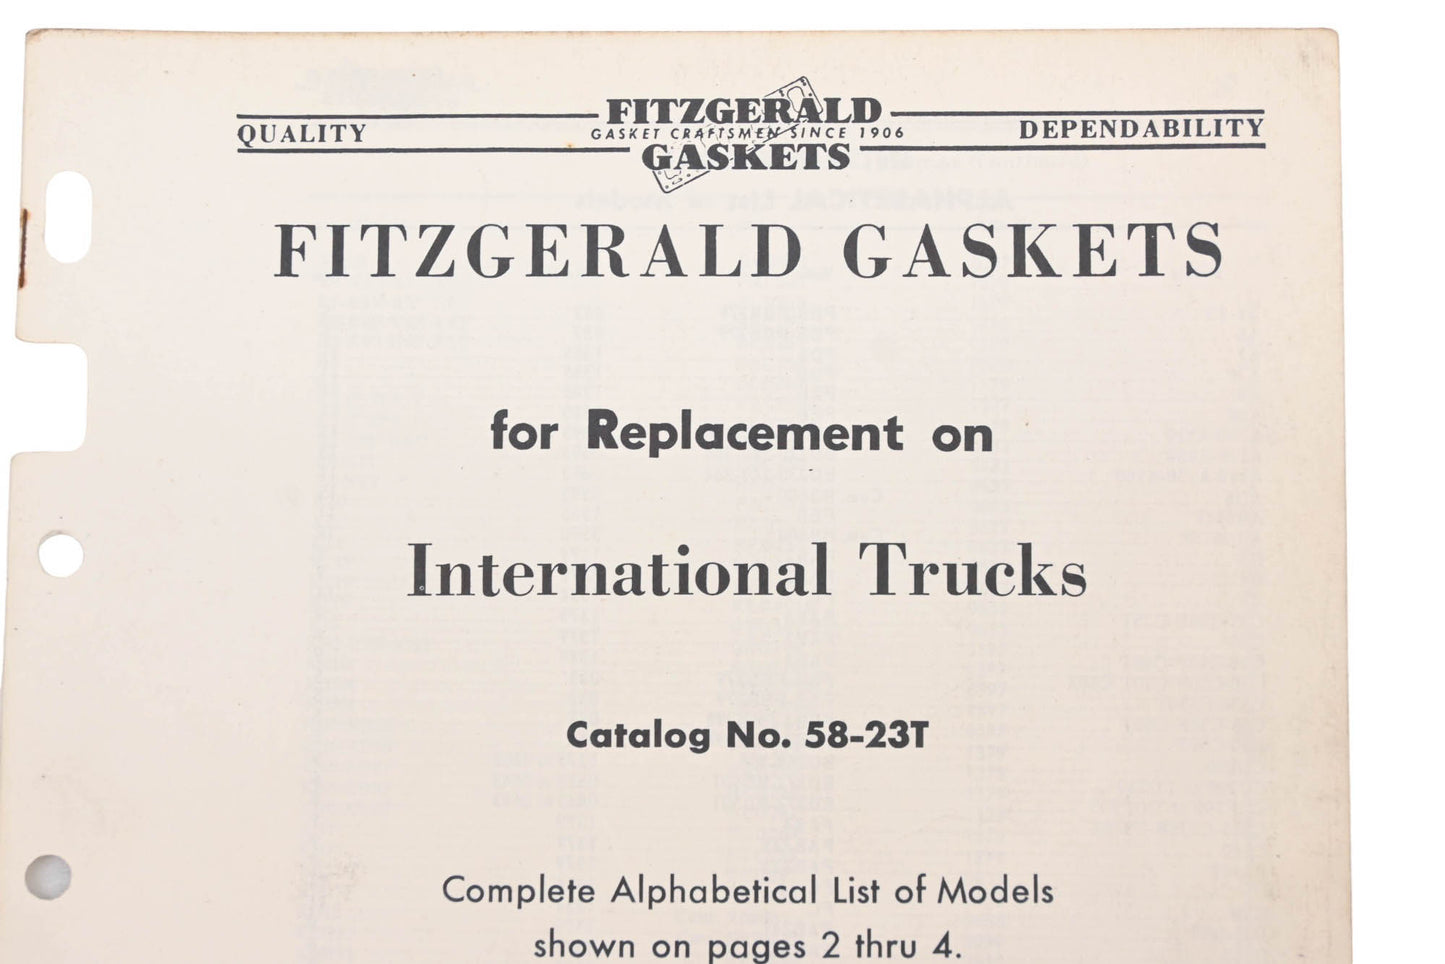 QUALITY
FITZGERALD
GASKET CRAFTSMEN SINCE 1906
GASKETS
DEPENDABILITY
FITZGERALD GASKETS
for Replacement on
International Trucks
Catalog No. 58-23T
Complete Alphabetical List of Models
shown on pages 2 thru 4.